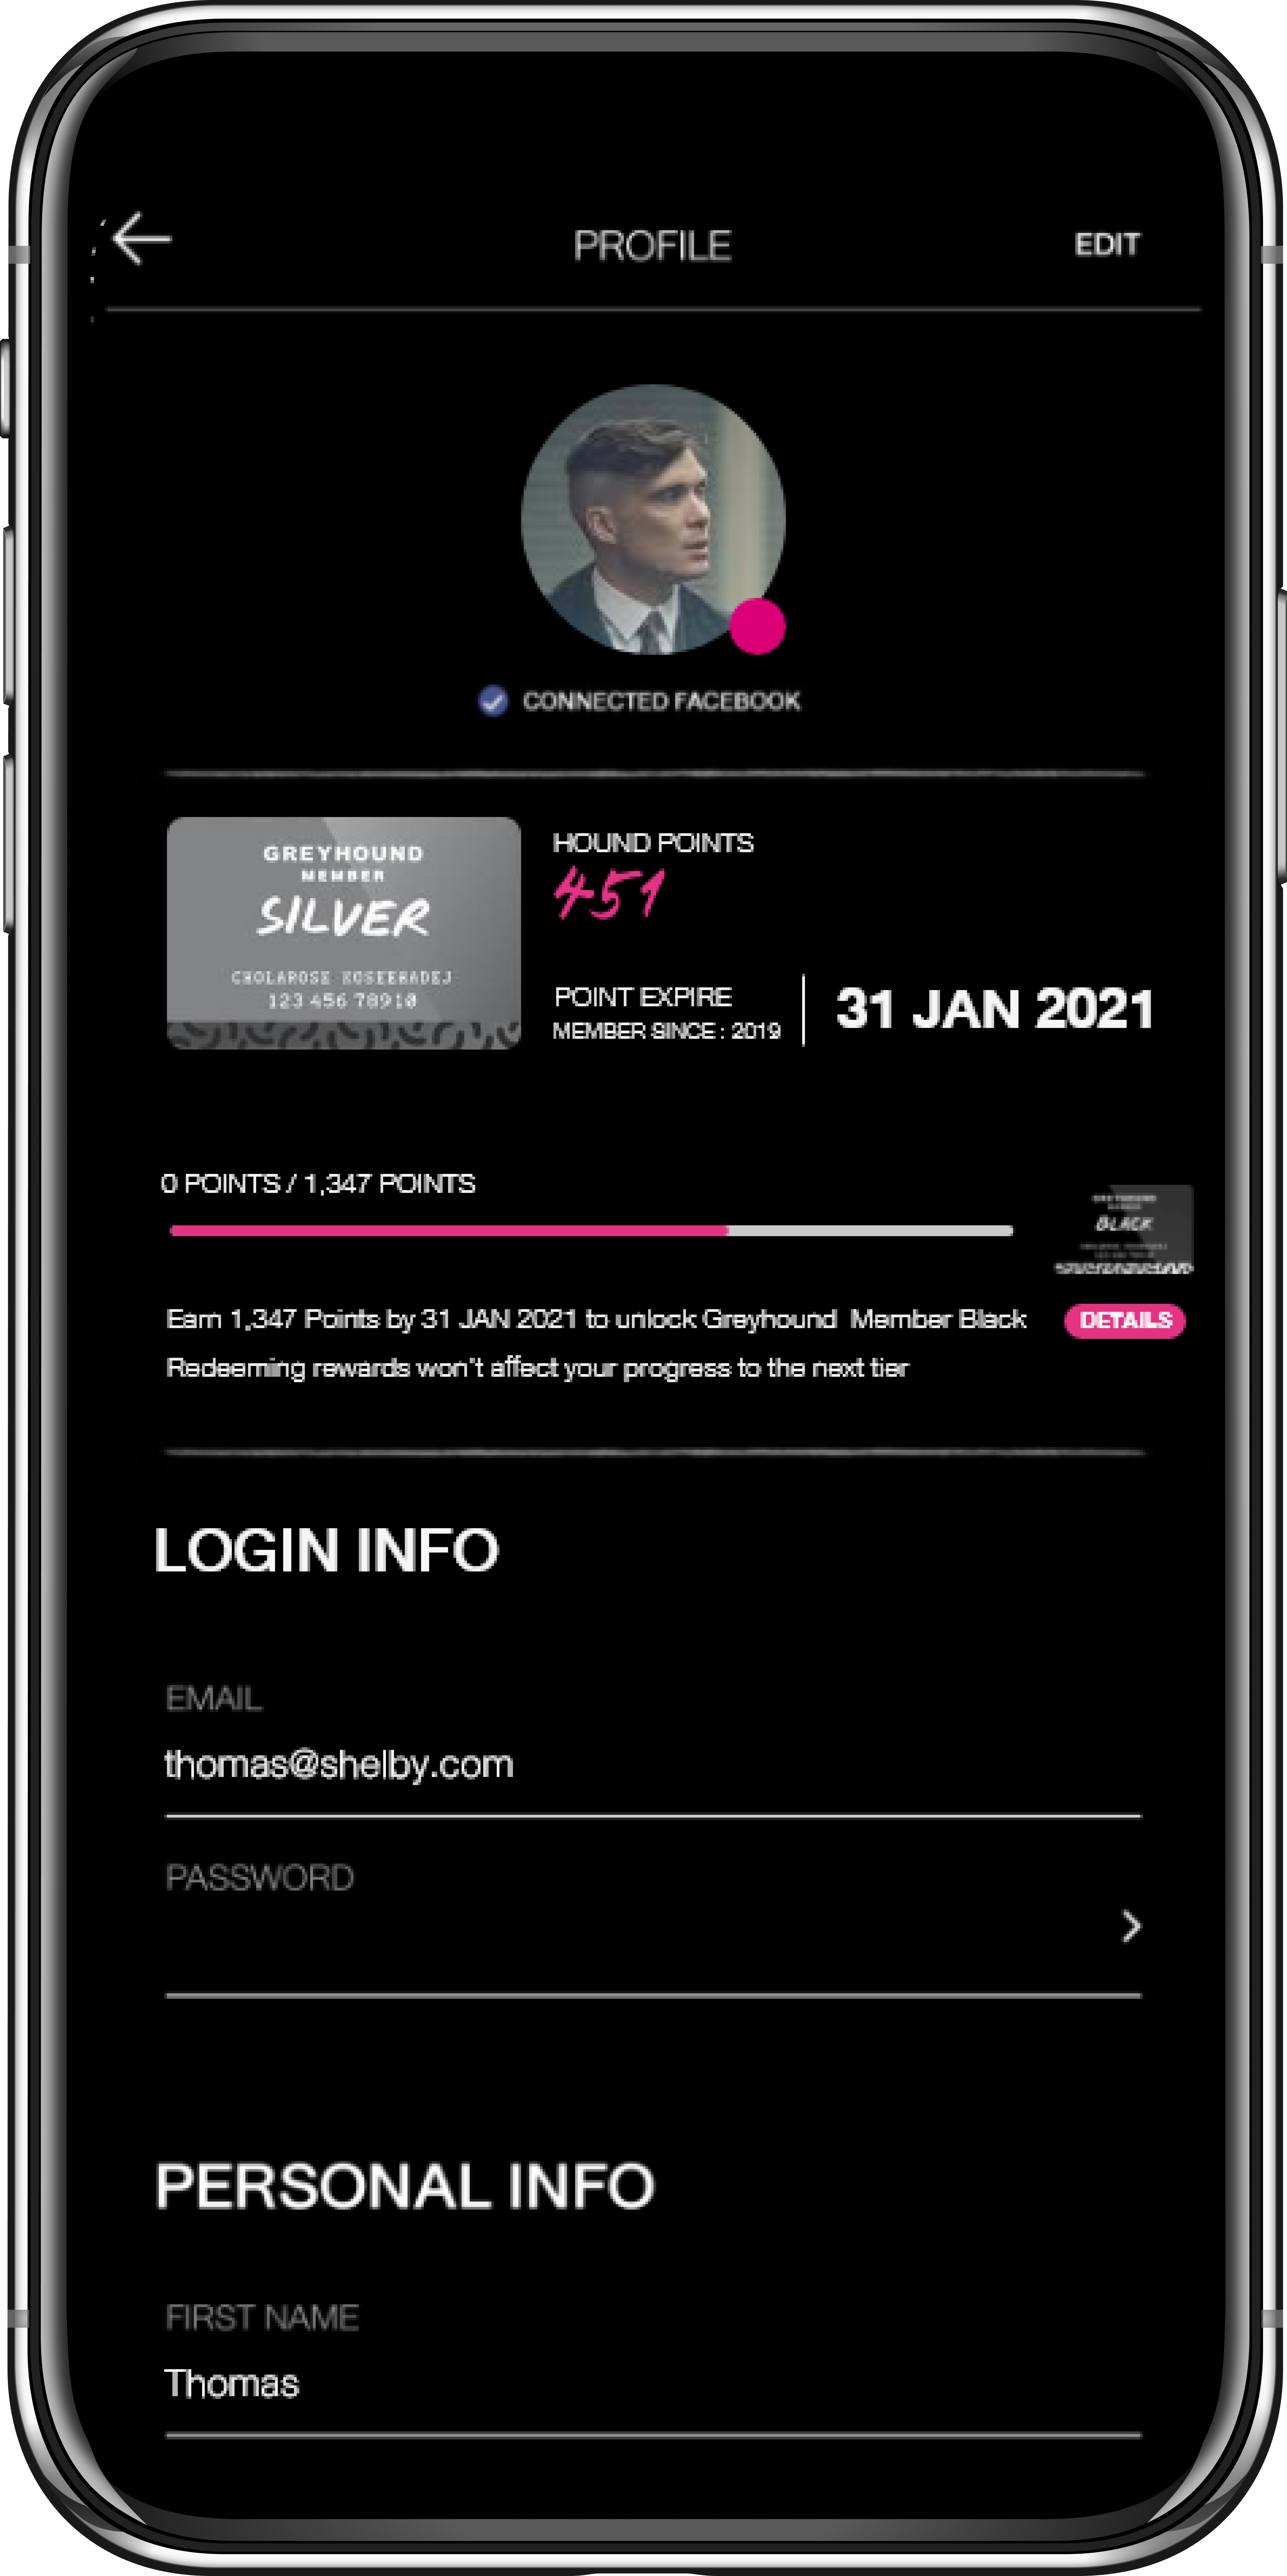 PROFILE
EDIT
CONNECTED FACEBOOK
GREYHOUND
MEMBER
SILVER
CHOLAROSE KOSEEHADEJ
123 456 78910
HOUND POINTS
451
POINT EXPIRE
MEMBER SINCE : 2019
31 JAN 2021
0 POINTS / 1,347 POINTS
GREYHOUND
BLACK
Earn 1,347 Points by 31 JAN 2021 to unlock Greyhound Member Black
DETAILS
Redeeming rewards won't affect your progress to the next tier
LOGIN INFO
EMAIL
thomas@shelby.com
PASSWORD
PERSONAL INFO
FIRST NAME
Thomas